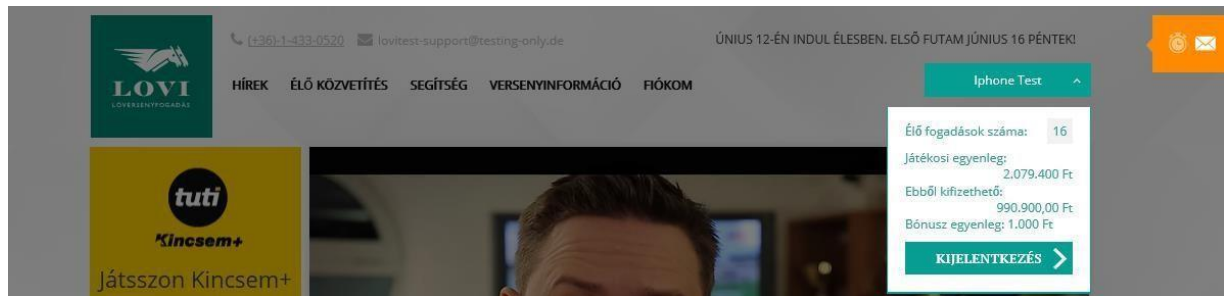 (+36)-1-433-0520 lovitest-support@testing-only.de
ÚNIUS 12-ÉN INDUL ÉLESBEN. ELSŐ FUTAM JÚNIUS 16 PÉNTEK!
LOVI
LÓVERSENYFOGADÁS
HÍREK ÉLŐ KÖZVETÍTÉS SEGÍTSÉG VERSENYINFORMÁCIÓ FIÓKOM
Iphone Test
Élő fogadások száma: 16
Játékosi egyenleg:
2.079.400 Ft
Ebből kifizethető:
990.900,00 Ft
Bónusz egyenleg: 1.000 Ft
KIJELENTKEZÉS
tuti
Kincsem+
Játsszon Kincsem+